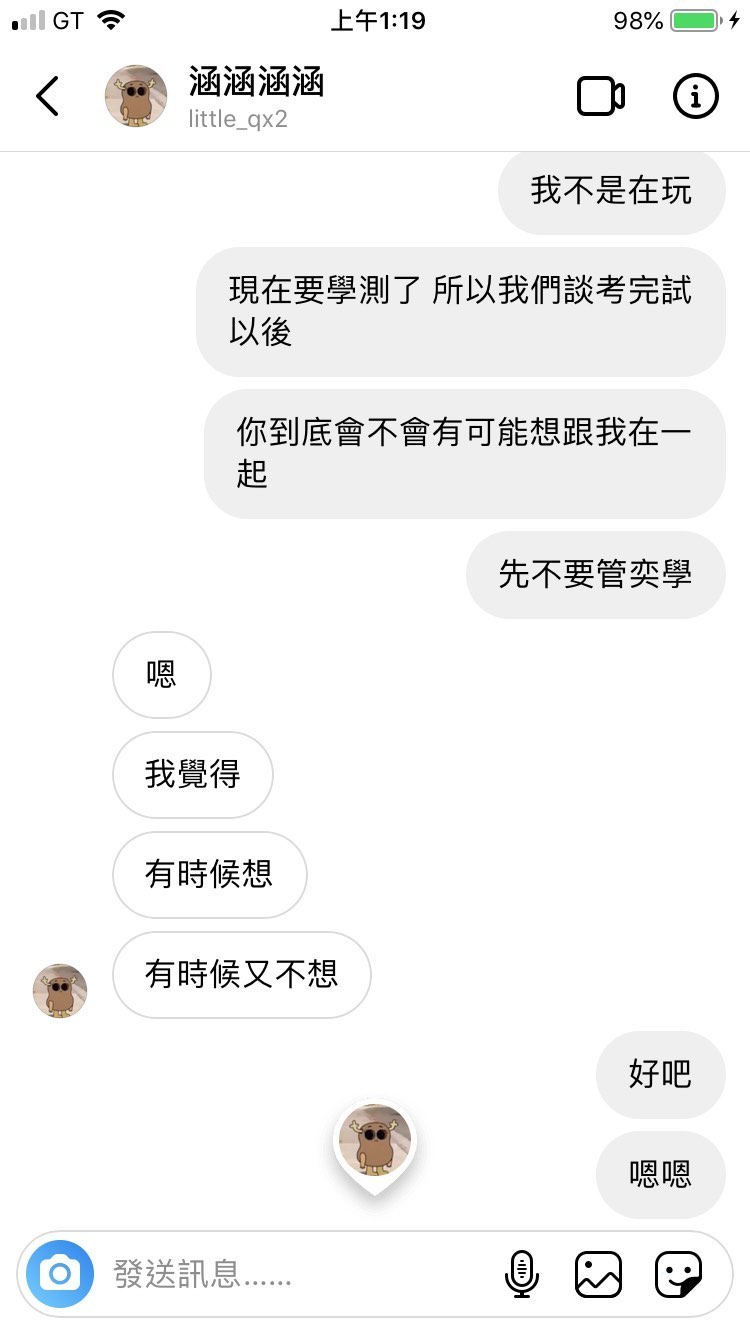 GT
上午1:19
98%
涵涵涵涵
little_qx2
我不是在玩
現在要學測了 所以我們談考完試
以後
你到底會不會有可能想跟我在一
起
先不要管奕學
嗯
我覺得
有時候想
有時候又不想
好吧
嗯嗯
發送訊息......